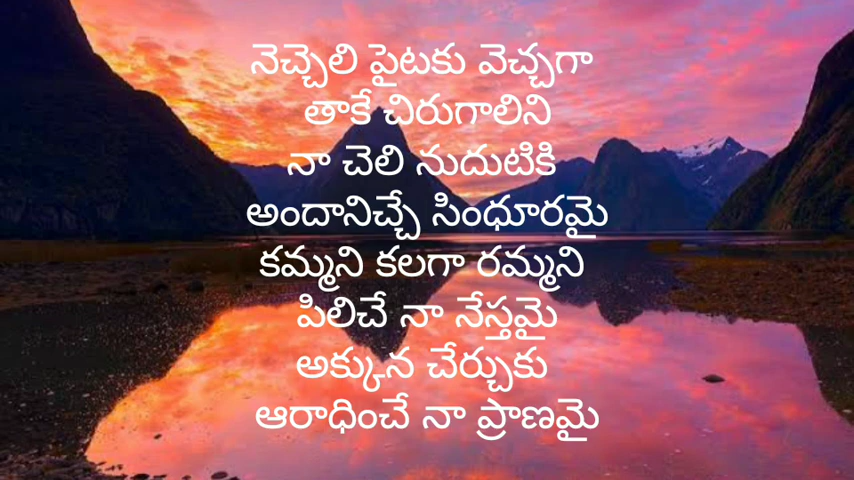 నెచ్చెలి పైటకు వెచ్చగా
తాకే చిరుగాలిని
నా చెలి నుదుటికి
అందానిచ్చే సింధూరమై
కమ్మని కలగా రమ్మని
పిలిచే నా నేస్తమై
అక్కున చేర్చుకు
ఆరాధించే నా ప్రాణమై